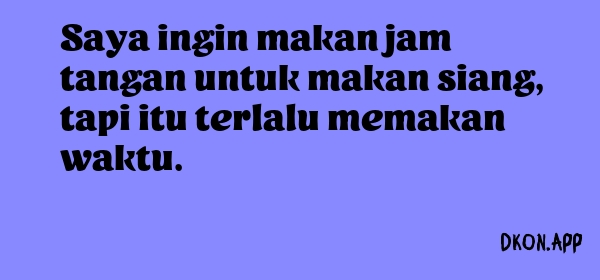 Saya ingin makan jam
tangan untuk makan siang,
tapi itu terlalu memakan
waktu.
DKON.APP